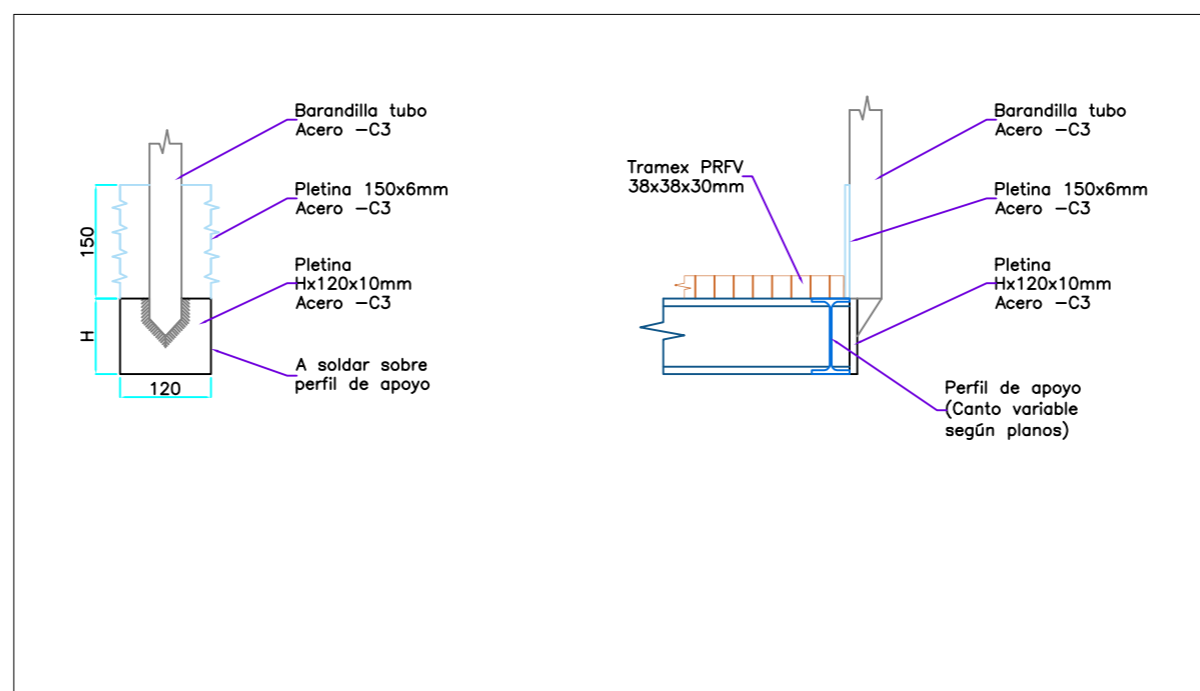 Barandilla tubo
Acero -C3
Pletina 150x6mm
Acero -C3
Pletina
Hx120x10mm
Acero -C3
A soldar sobre
perfil de apoyo
150
H
120
Tramex PRFV
38x38x30mm
Barandilla tubo
Acero -C3
Pletina 150x6mm
Acero -C3
Pletina
Hx120x10mm
Acero -C3
Perfil de apoyo
(Canto variable
según planos)